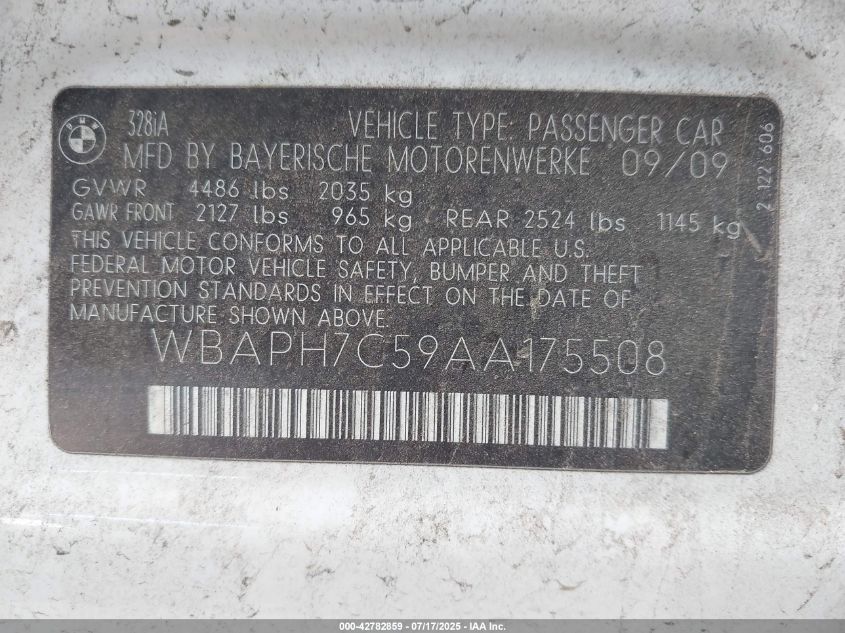 BMW
328iA VEHICLE TYPE PASSENGER CAR
MFD BY BAYERISCHE MOTORENWERKE 09/09
GVWR 4486 lbs 2035 kg
GAWR FRONT 2127 lbs 965 kg REAR 2524 lbs 1145 kg
THIS VEHICLE CONFORMS TO ALL APPLICABLE U.S.
FEDERAL MOTOR VEHICLE SAFETY, BUMPER AND THEFT
PREVENTION STANDARDS IN EFFECT ON THE DATE OF
MANUFACTURE SHOWN ABOVE.
WBAPH7C59AA175508
2 122 606
000-42782859 - 07/17/2025 - IAA Inc.